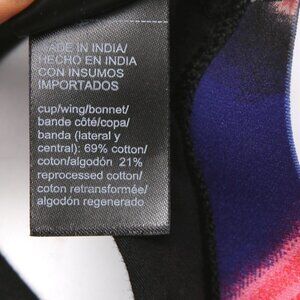 MADE IN INDIA/
HECHO EN INDIA
CON INSUMOS
IMPORTADOS
cup/wing/bonnet/
bande côté/copa/
banda (lateral y
central): 69% cotton/
coton/algodón 21%
reprocessed cotton/
coton retransformée/
algodón regenerado